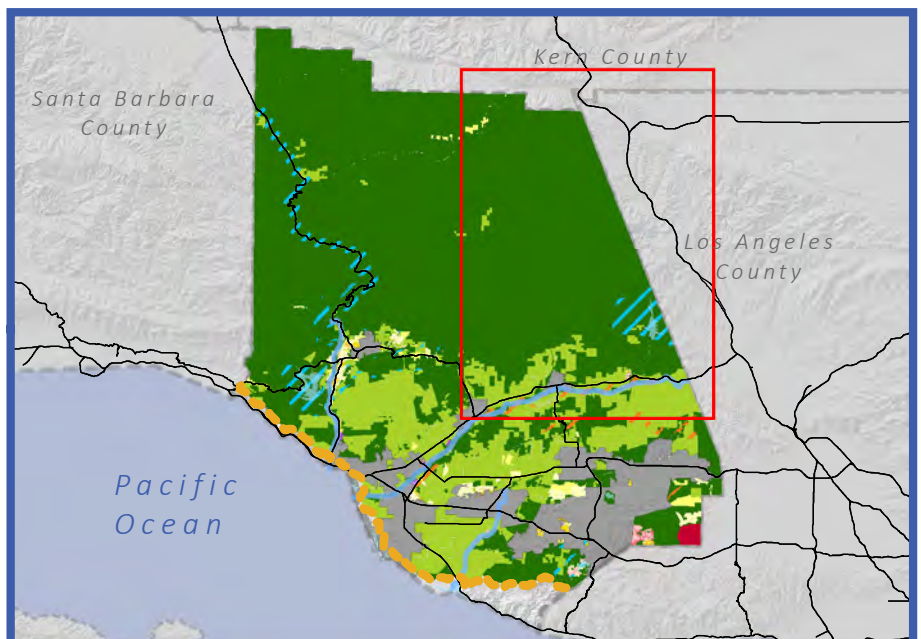 Kern County
Santa Barbara
County
Los Angeles
County
Pacific
Ocean